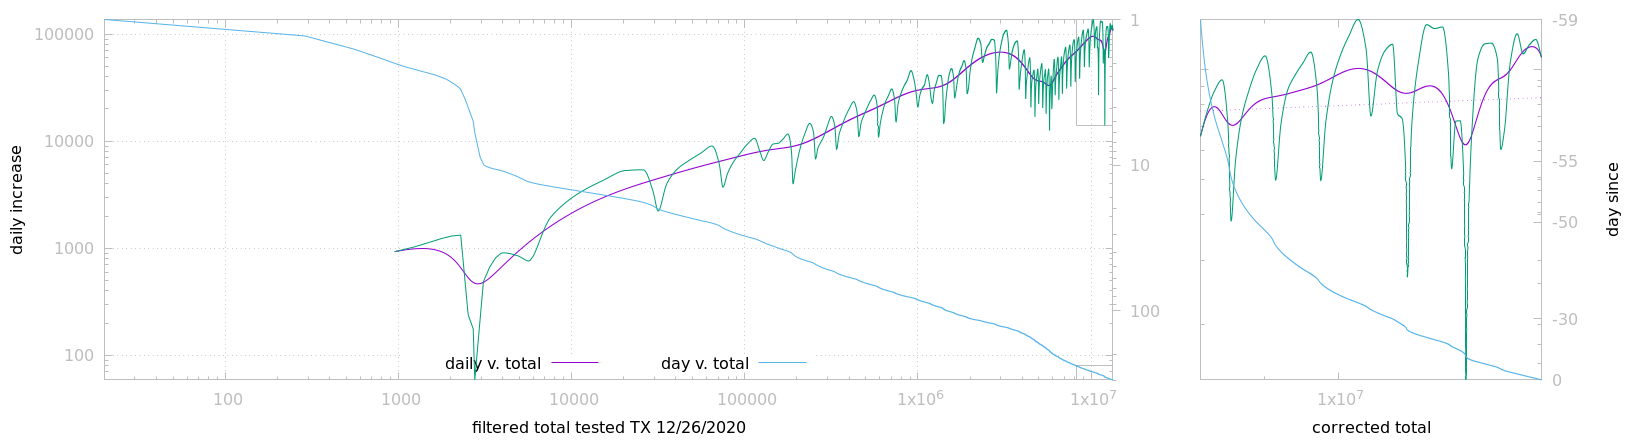 100000
10000
1000
100
daily increase
daily v. total
day v. total
100
1000
10000
100000
1x10^6
1x10^7
filtered total tested TX 12/26/2020
1
10
100
-59
-55
-50
-30
0
day since
1x10^7
corrected total